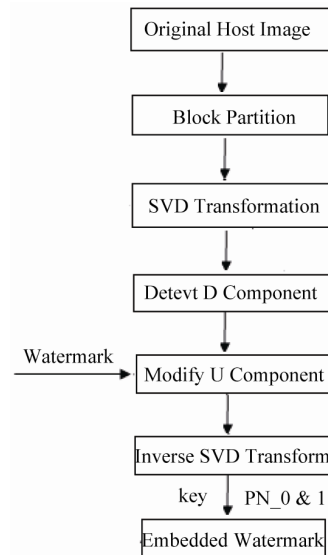 Original Host Image
Block Partition
SVD Transformation
Detevt D Component
Watermark
Modify U Component
Inverse SVD Transform
key PN_0 & 1
Embedded Watermark